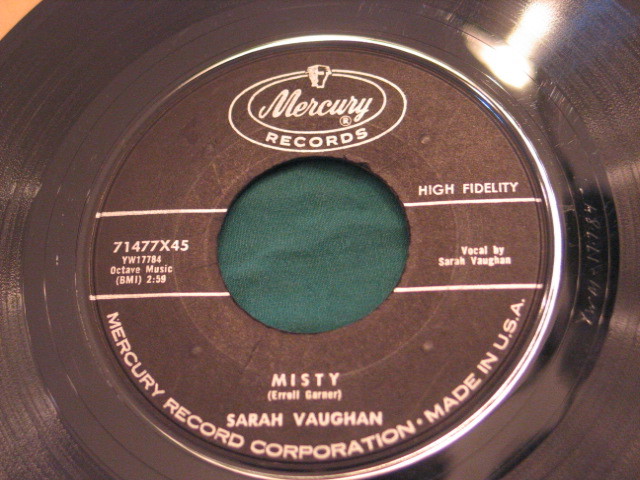 Mercury
®
RECORDS
HIGH FIDELITY
71477X45
YW17784
Octave Music
(BMI) 2:59
Vocal by
Sarah Vaughan
MISTY
(Erroll Garner)
SARAH VAUGHAN
MERCURY RECORD CORPORATION · MADE IN U.S.A.